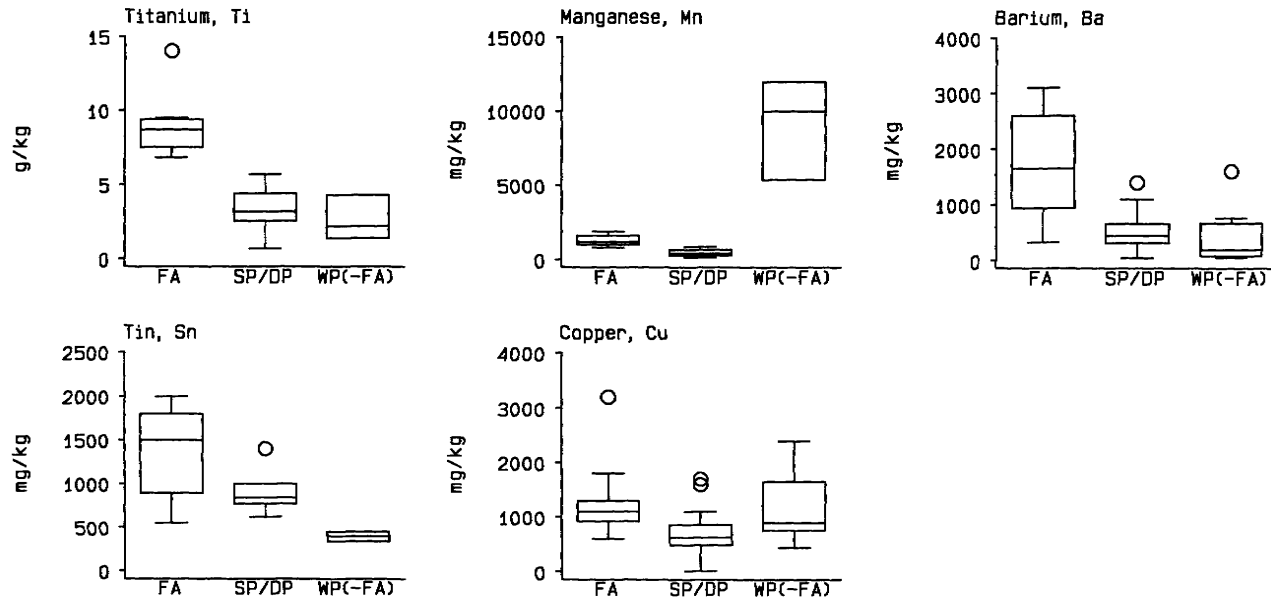 Titanium, Ti
15
10
5
0
g/kg
FA
SP/DP
WP(-FA)
Manganese, Mn
15000
10000
5000
0
mg/kg
FA
SP/DP
WP(-FA)
Barium, Ba
4000
3000
2000
1000
0
mg/kg
FA
SP/DP
WP(-FA)
Tin, Sn
2500
2000
1500
1000
500
0
mg/kg
FA
SP/DP
WP(-FA)
Copper, Cu
4000
3000
2000
1000
0
mg/kg
FA
SP/DP
WP(-FA)